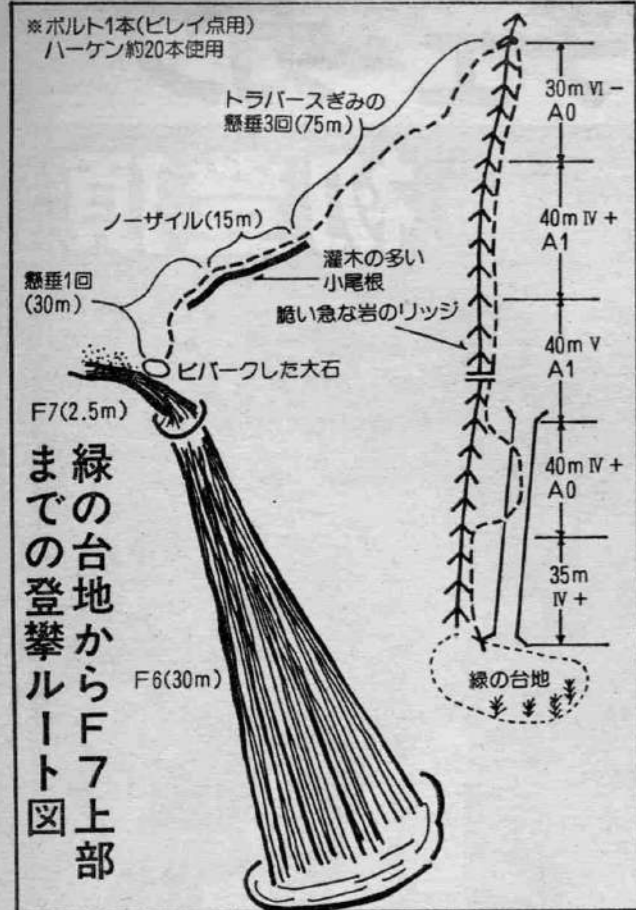 ※ボルト1本(ビレイ点用)
ハーケン約20本使用
トラバースぎみの
懸垂3回(75m)
ノーザイル(15m)
懸垂1回
(30m)
灌木の多い
小尾根
脆い急な岩のリッジ
ビバークした大石
F7(2.5m)
F6(30m)
30m Ⅵ−
A0
40m Ⅳ+
A1
40m Ⅴ
A1
40m Ⅳ+
A0
35m
Ⅳ+
緑の台地
緑の台地からF7上部
までの登攀ルート図